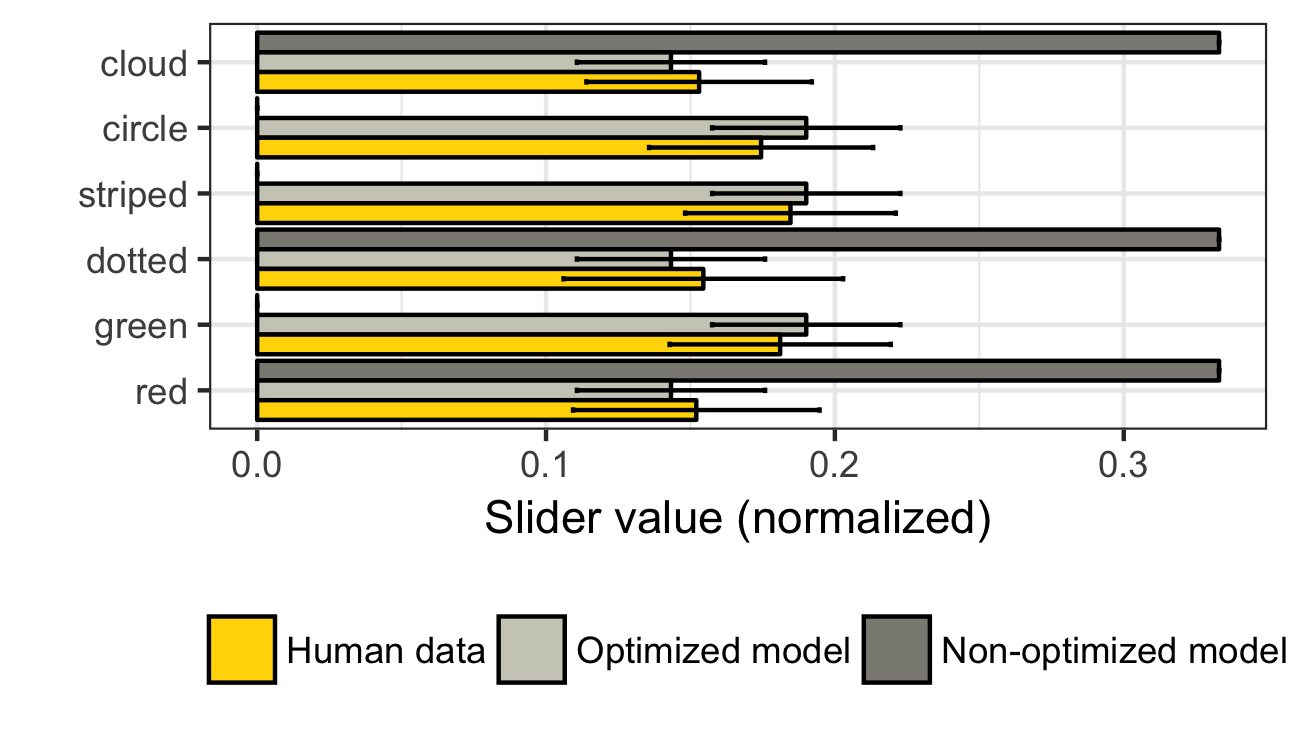 cloud
circle
striped
dotted
green
red
0.0 0.1 0.2 0.3
Slider value (normalized)
Human data Optimized model Non-optimized model